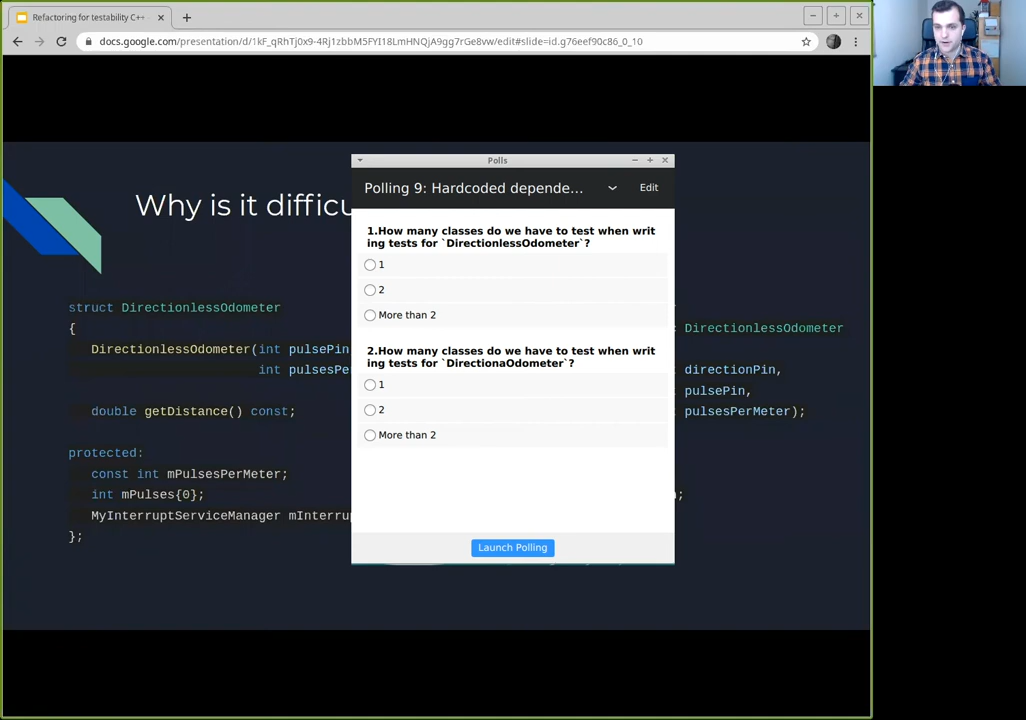 Refactoring for testability C++ -
docs.google.com/presentation/d/1kF_qRhTj0x9-4Rj1zbbM5FYI18LmHNQjA9gg7rGe8vw/edit#slide=id.g76eef90c86_0_10
Why is it difficu
struct DirectionlessOdometer
{
DirectionlessOdometer(int pulsePin
int pulsesPe
double getDistance() const;
protected:
const int mPulsesPerMeter;
int mPulses{0};
MyInterruptServiceManager mInterrup
};
Polls
Polling 9: Hardcoded depende...
Edit
1.How many classes do we have to test when writ
ing tests for `DirectionlessOdometer`?
1
2
More than 2
2.How many classes do we have to test when writ
ing tests for `DirectionaOdometer`?
1
2
More than 2
Launch Polling
DirectionlessOdometer
directionPin,
pulsePin,
pulsesPerMeter);